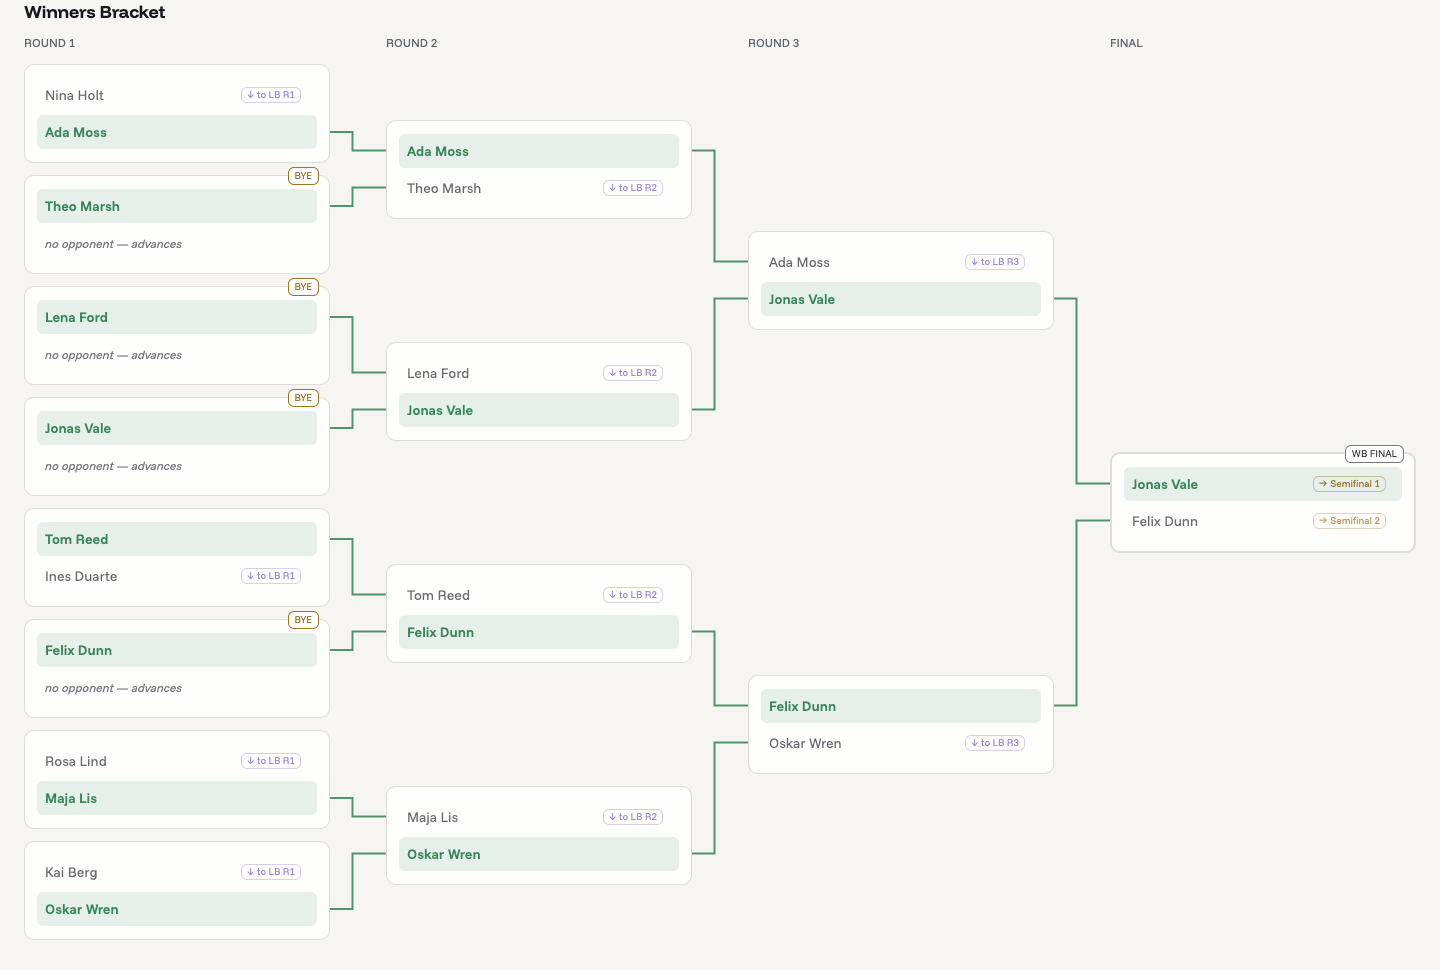 Winners Bracket
ROUND 1
Nina Holt ↓ to LB R1
Ada Moss
BYE
Theo Marsh
no opponent — advances
BYE
Lena Ford
no opponent — advances
BYE
Jonas Vale
no opponent — advances
Tom Reed
Ines Duarte ↓ to LB R1
BYE
Felix Dunn
no opponent — advances
Rosa Lind ↓ to LB R1
Maja Lis
Kai Berg ↓ to LB R1
Oskar Wren
ROUND 2
Ada Moss
Theo Marsh ↓ to LB R2
Lena Ford ↓ to LB R2
Jonas Vale
Tom Reed ↓ to LB R2
Felix Dunn
Maja Lis ↓ to LB R2
Oskar Wren
ROUND 3
Ada Moss ↓ to LB R3
Jonas Vale
Felix Dunn
Oskar Wren ↓ to LB R3
FINAL
WB FINAL
Jonas Vale → Semifinal 1
Felix Dunn → Semifinal 2